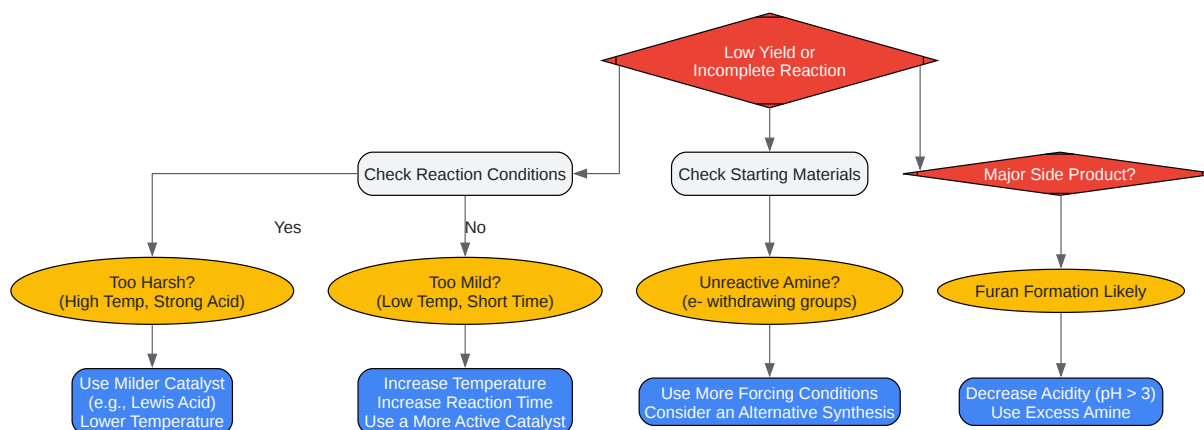 Low Yield or
Incomplete Reaction
Check Reaction Conditions
Check Starting Materials
Major Side Product?
Yes
No
Too Harsh?
(High Temp, Strong Acid)
Too Mild?
(Low Temp, Short Time)
Unreactive Amine?
(e- withdrawing groups)
Furan Formation Likely
Use Milder Catalyst
(e.g., Lewis Acid)
Lower Temperature
Increase Temperature
Increase Reaction Time
Use a More Active Catalyst
Use More Forcing Conditions
Consider an Alternative Synthesis
Decrease Acidity (pH > 3)
Use Excess Amine